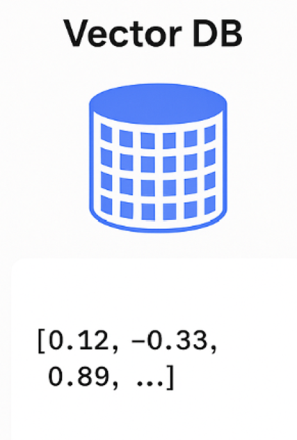 Vector DB
[0.12, −0.33,
0.89, ...]